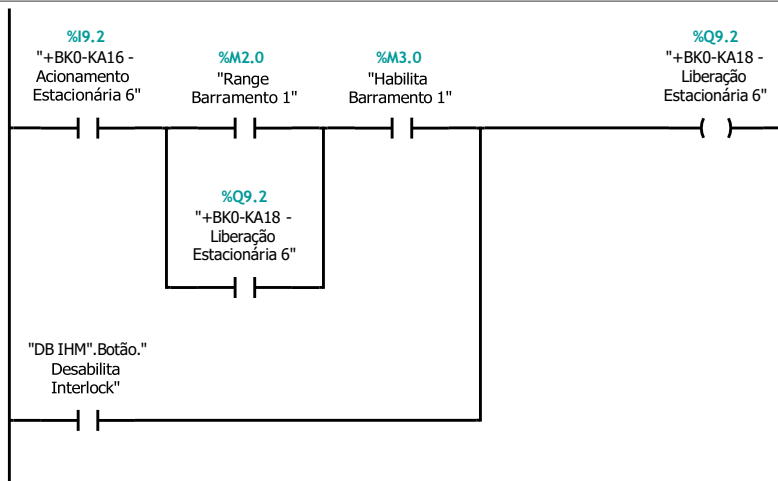 %I9.2
"+BK0-KA16 -
Acionamento
Estacionária 6"
%M2.0
"Range
Barramento 1"
%M3.0
"Habilita
Barramento 1"
%Q9.2
"+BK0-KA18 -
Liberação
Estacionária 6"
%Q9.2
"+BK0-KA18 -
Liberação
Estacionária 6"
"DB IHM".Botão."
Desabilita
Interlock"